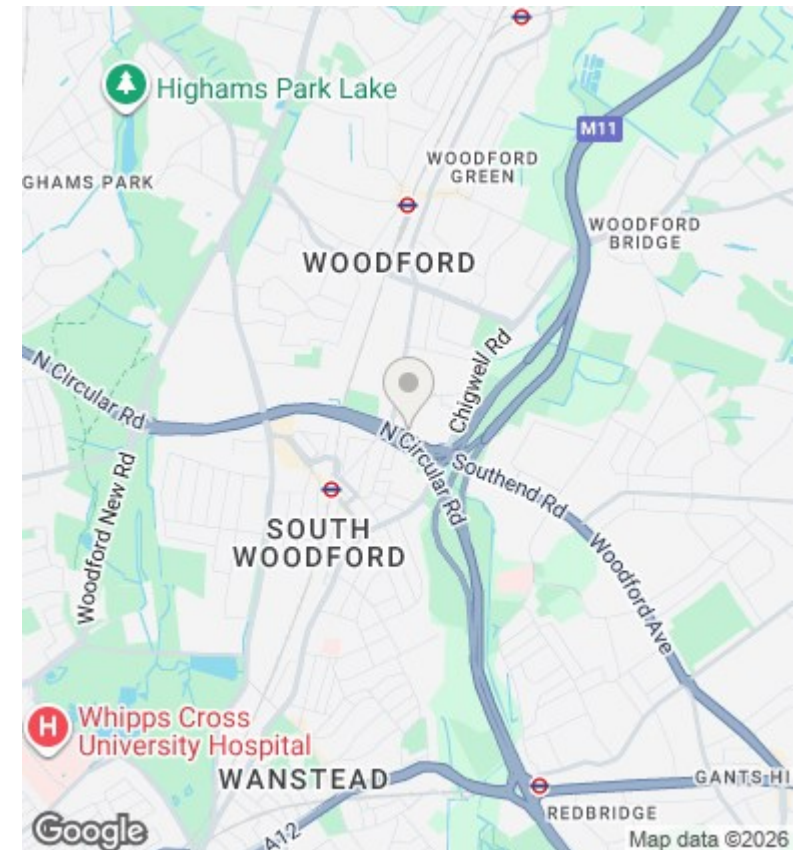 Highams Park Lake
M11
WOODFORD
GREEN
GHAMS PARK
WOODFORD
BRIDGE
WOODFORD
Chigwell Rd
N Circular Rd
N Circular Rd
Southend Rd
Woodford New Rd
SOUTH
WOODFORD
Woodford Ave
H
Whipps Cross
University Hospital
WANSTEAD
GANTS HI
REDBRIDGE
A12
Google
Map data ©2026